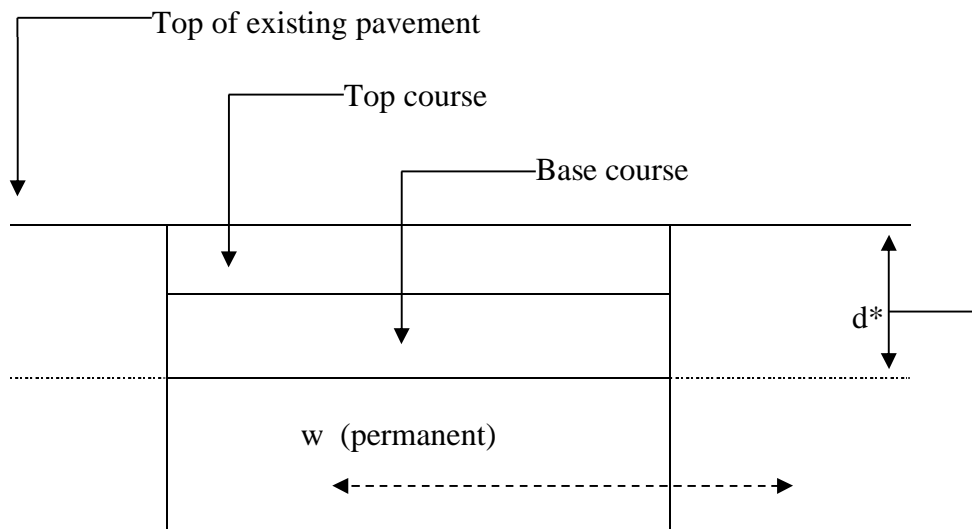 Top of existing pavement
Top course
Base course
d*
w (permanent)